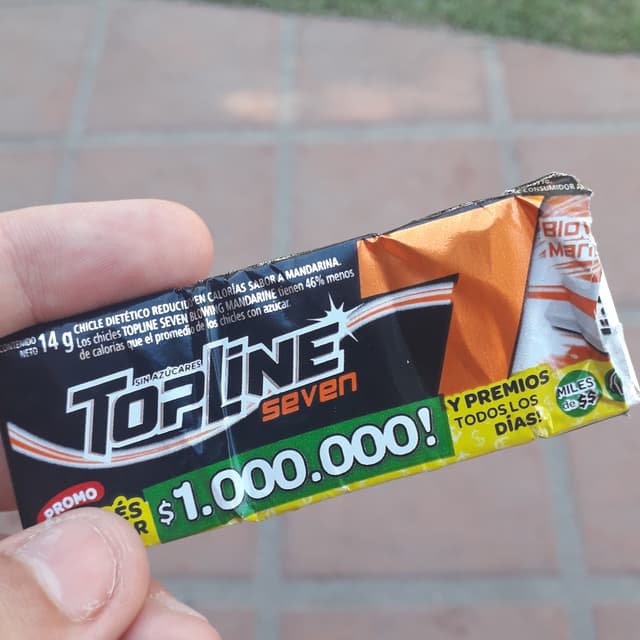 CONTENIDO NETO 14 g
CHICLE DIETÉTICO REDUCIDO EN CALORÍAS SABOR A MANDARINA.
Los chicles TOPLINE SEVEN BLOWING MANDARINE tienen 46% menos
de calorías que el promedio de los chicles con azúcar.
SIN AZÚCARES
TOPLINE
seven
7
CONSUMIDOR
PROMO
$1.000.000!
Y PREMIOS
TODOS LOS
DÍAS!
MILES
de $$